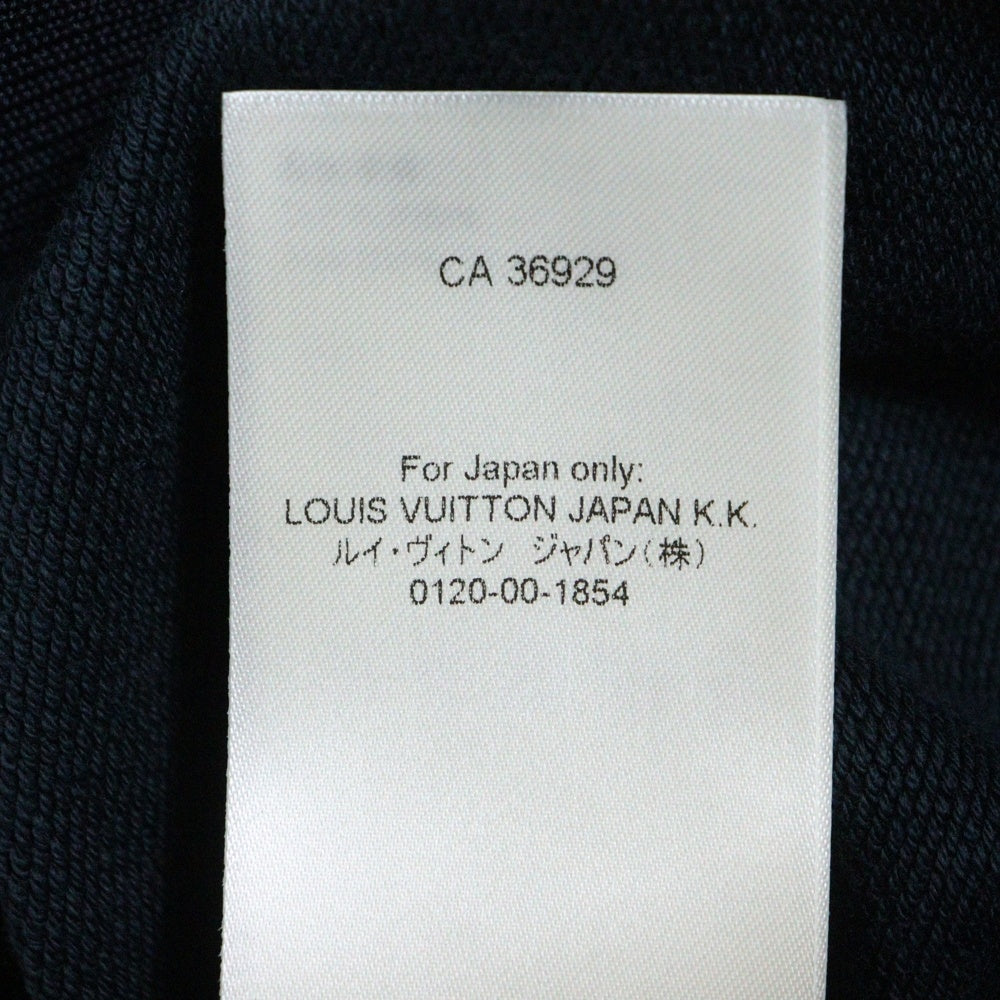 CA 36929
For Japan only:
LOUIS VUITTON JAPAN K.K.
ルイ・ヴィトン　ジャパン(株)
0120-00-1854